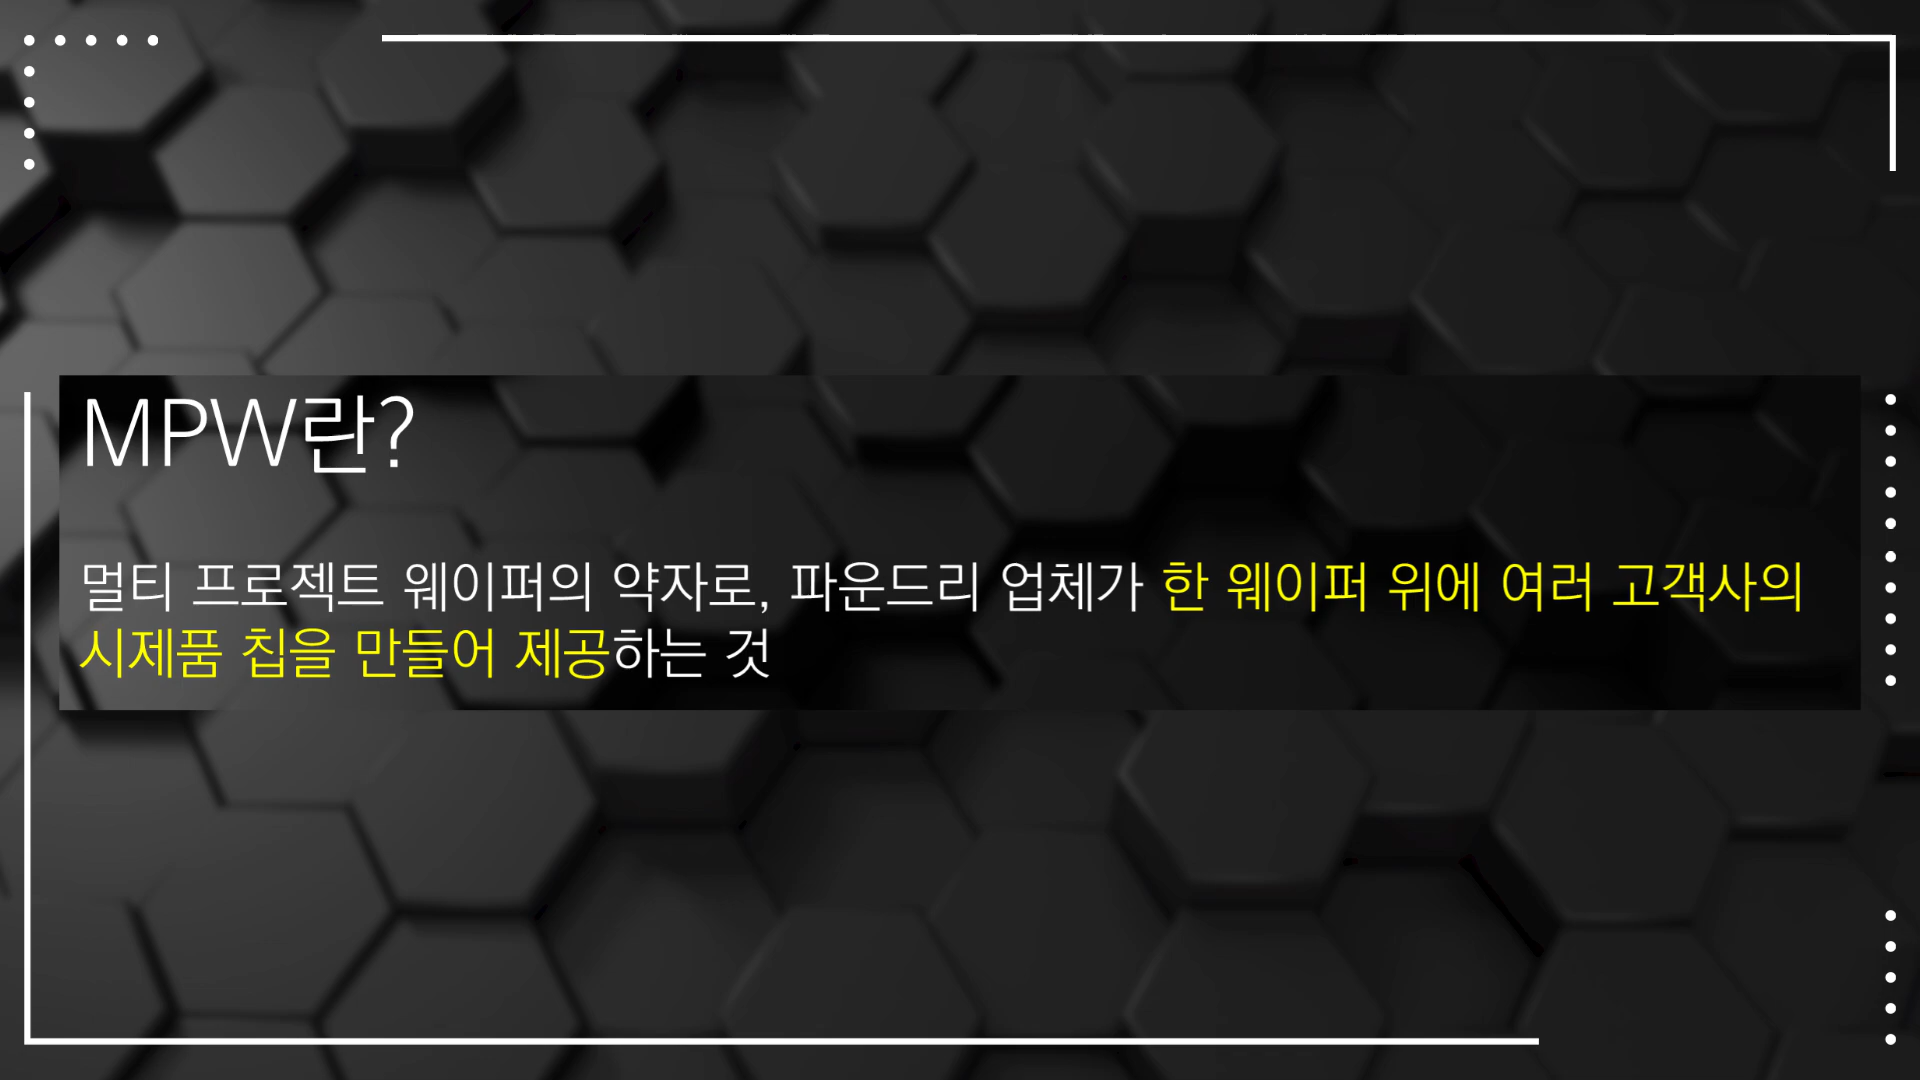 MPW란?
멀티 프로젝트 웨이퍼의 약자로, 파운드리 업체가 한 웨이퍼 위에 여러 고객사의
시제품 칩을 만들어 제공하는 것